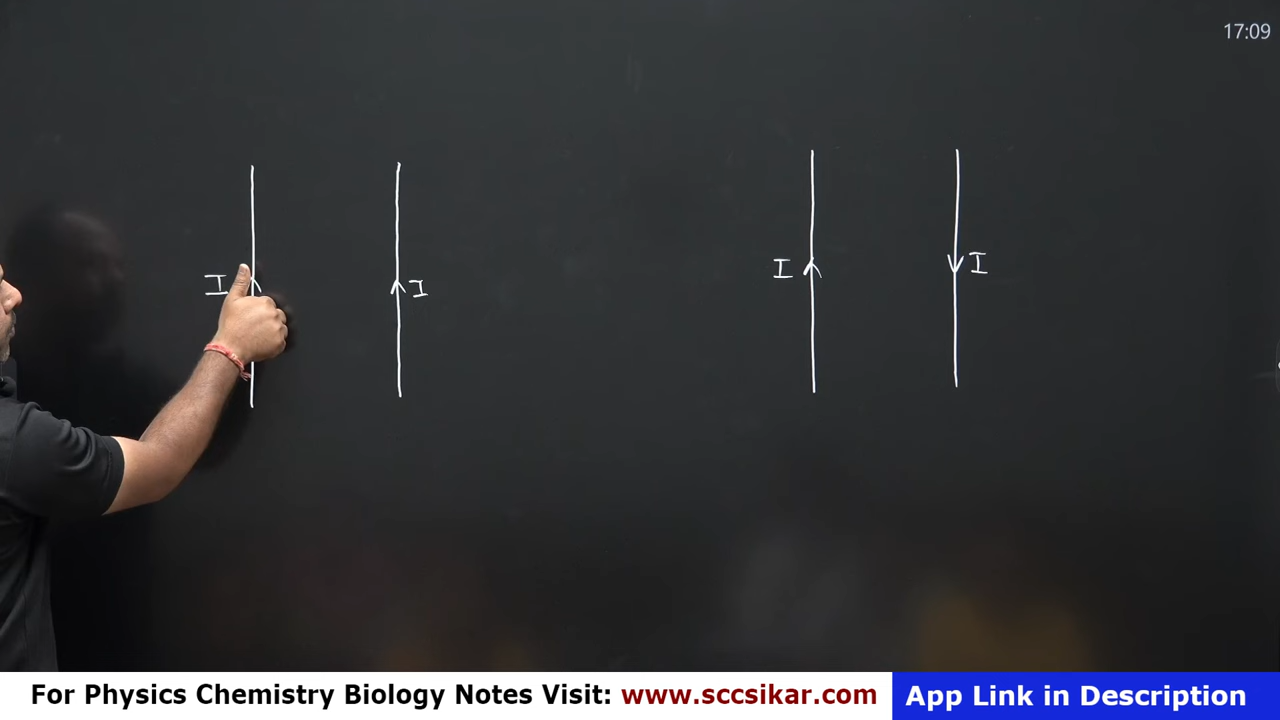 17:09
I I I I
For Physics Chemistry Biology Notes Visit: www.sccsikar.com App Link in Description